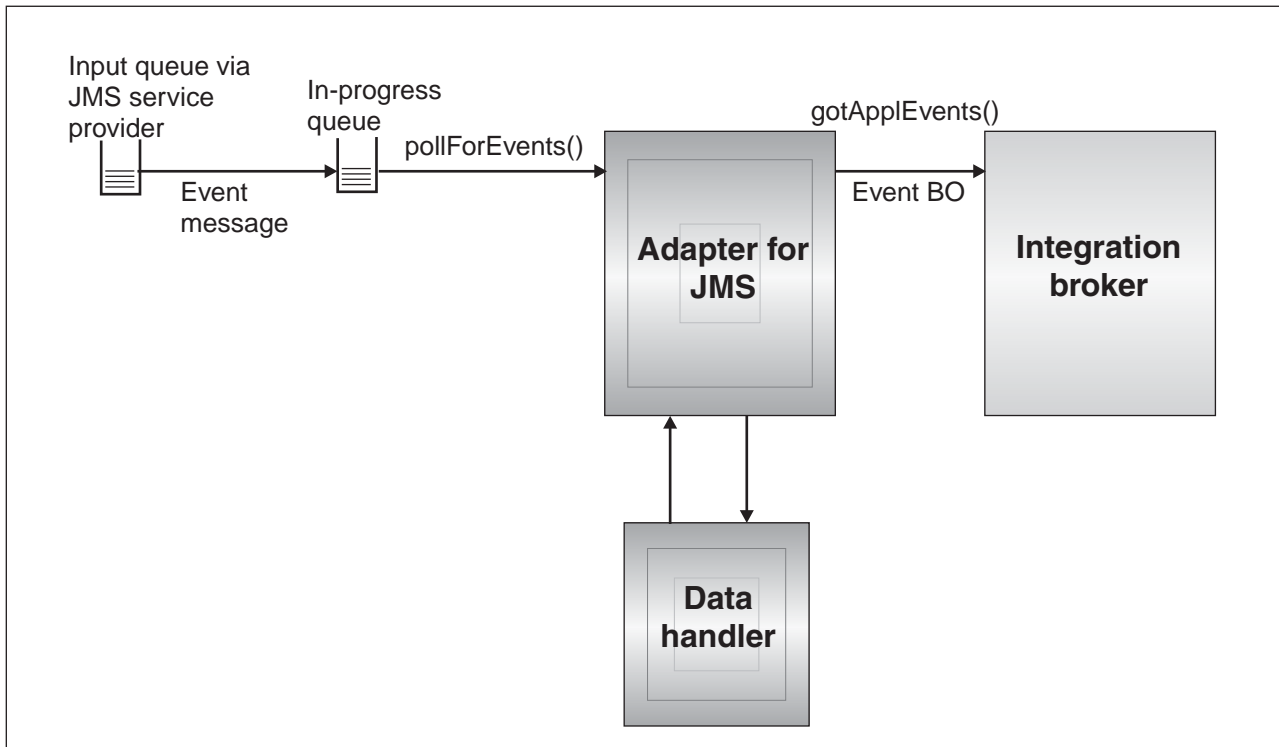 Input queue via
JMS service
provider
In-progress
queue
pollForEvents()
gotApplEvents()
Event
message
Event BO
Adapter for
JMS
Integration
broker
Data
handler